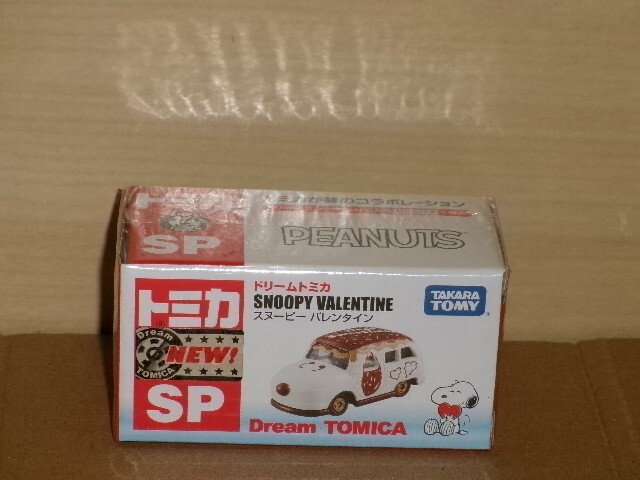 トミカ
SP
トミカが夢のコラボレーション
PEANUTS
トミカ
Dream
TOMICA
NEW!
SP
ドリームトミカ
SNOOPY VALENTINE
スヌーピー バレンタイン
TAKARA
TOMY
Dream TOMICA